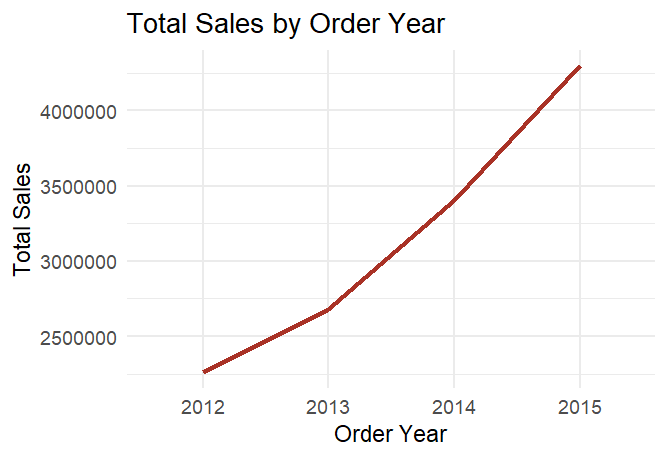 Total Sales by Order Year
Total Sales
4000000
3500000
3000000
2500000
2012 2013 2014 2015
Order Year